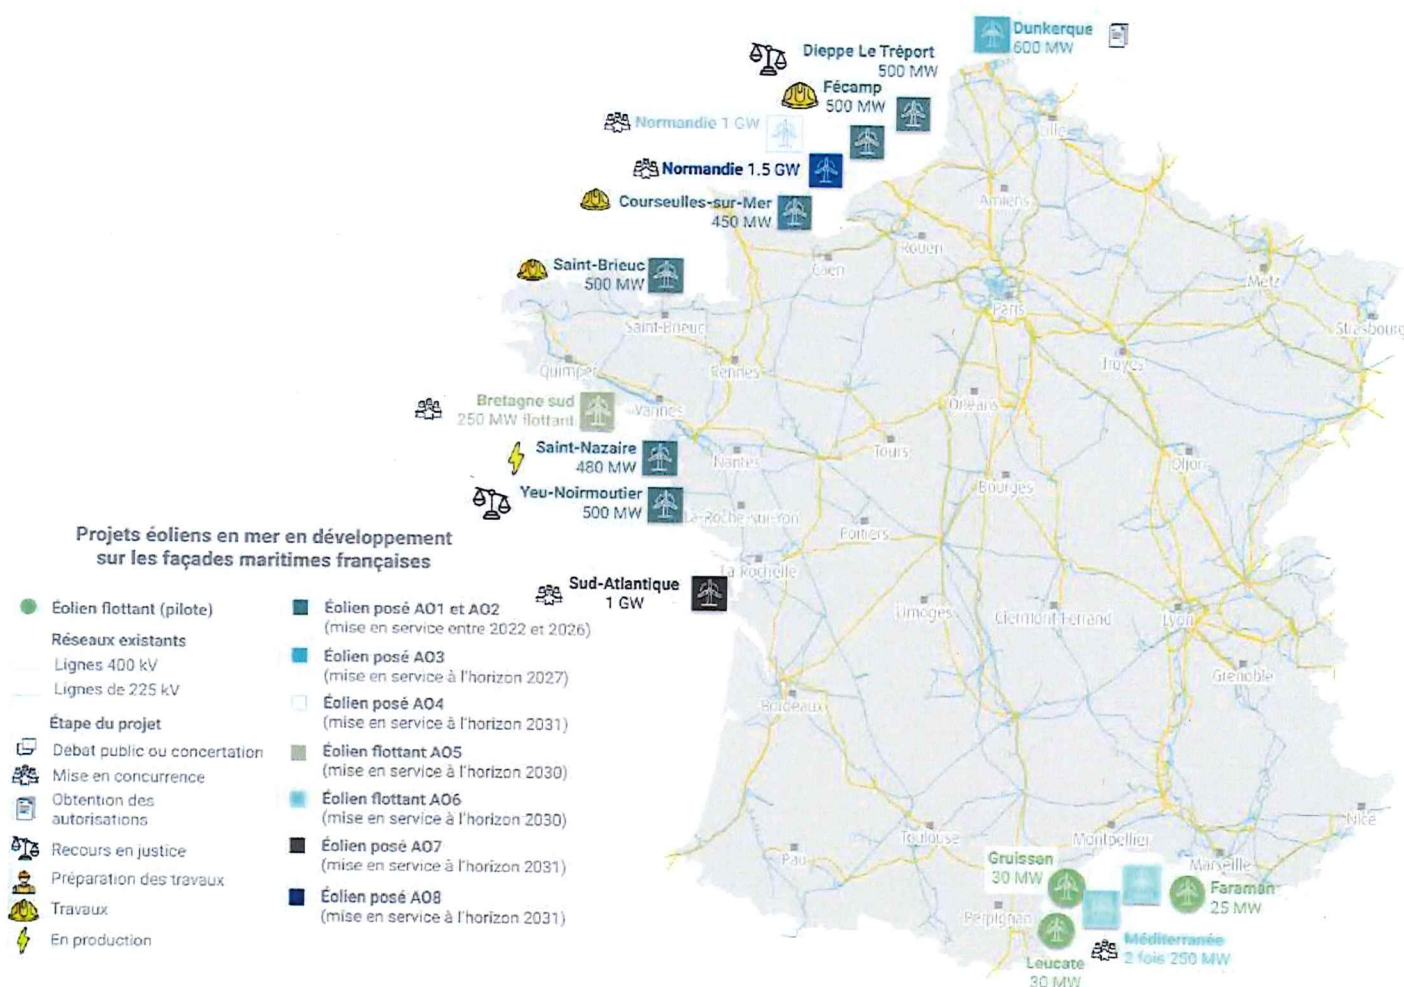 Dunkerque
600 MW
Dieppe Le Tréport
500 MW
Fécamp
500 MW
Normandie 1 GW
Normandie 1.5 GW
Courseulles-sur-Mer
450 MW
Saint-Brieuc
500 MW
Bretagne sud
250 MW flottant
Saint-Nazaire
480 MW
Yeu-Noirmoutier
500 MW
Sud-Atlantique
1 GW
Lille
Amiens
Rouen
Caen
Metz
Paris
Strasbourg
Saint-Brieuc
Troyes
Quimper
Rennes
Orléans
Vannes
Tours
Dijon
Nantes
Bourges
La-Roche-sur-Yon
Poitiers
La Rochelle
Limoges
Clermont-Ferrand
Lyon
Grenoble
Bordeaux
Nice
Toulouse
Montpellier
Pau
Marseille
Perpignan
Gruissan
30 MW
Faraman
25 MW
Méditerranée
2 fois 250 MW
Leucate
30 MW
Projets éoliens en mer en développement
sur les façades maritimes françaises
Éolien flottant (pilote)
Réseaux existants
Lignes 400 kV
Lignes de 225 kV
Étape du projet
Débat public ou concertation
Mise en concurrence
Obtention des
autorisations
Recours en justice
Préparation des travaux
Travaux
En production
Éolien posé AO1 et AO2
(mise en service entre 2022 et 2026)
Éolien posé AO3
(mise en service à l'horizon 2027)
Éolien posé AO4
(mise en service à l'horizon 2031)
Éolien flottant AO5
(mise en service à l'horizon 2030)
Éolien flottant AO6
(mise en service à l'horizon 2030)
Éolien posé AO7
(mise en service à l'horizon 2031)
Éolien posé AO8
(mise en service à l'horizon 2031)